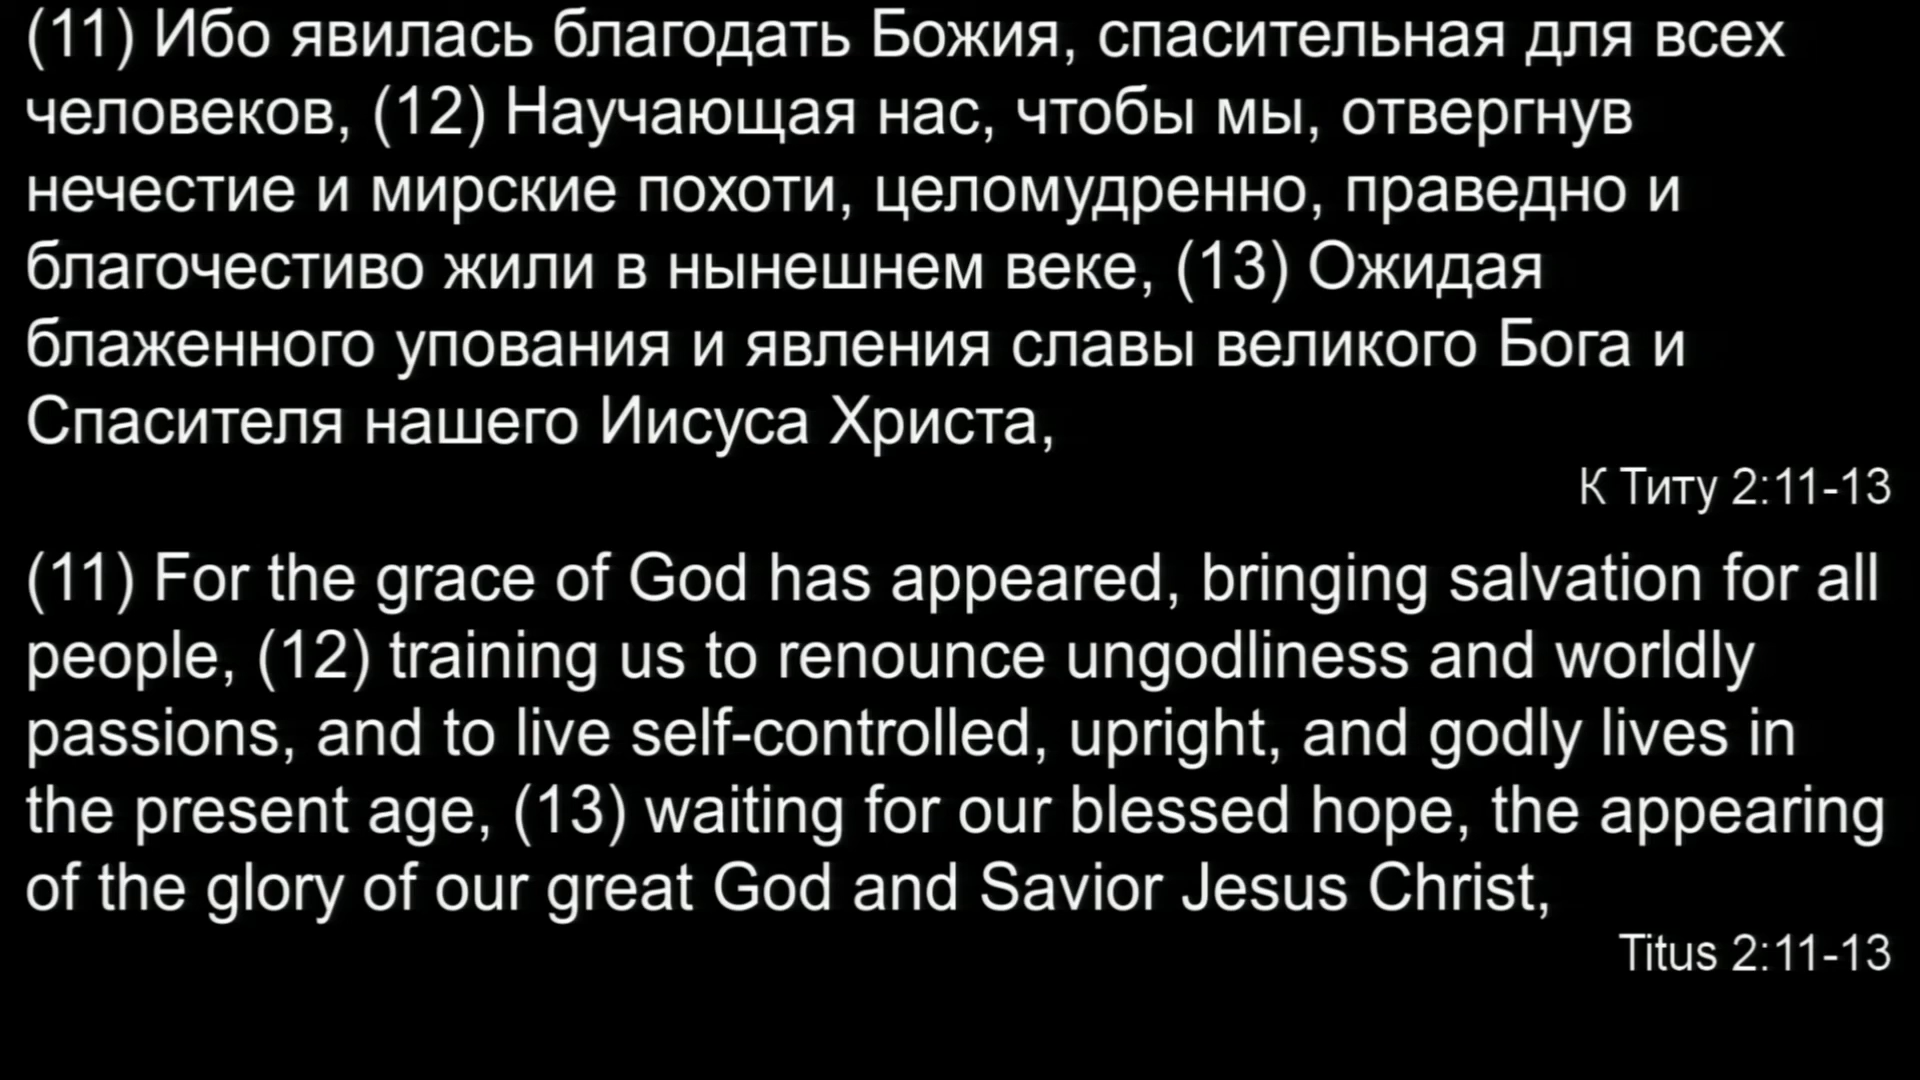 (11) Ибо явилась благодать Божия, спасительная для всех
человеков, (12) Научающая нас, чтобы мы, отвергнув
нечестие и мирские похоти, целомудренно, праведно и
благочестиво жили в нынешнем веке, (13) Ожидая
блаженного упования и явления славы великого Бога и
Спасителя нашего Иисуса Христа,
К Титу 2:11-13
(11) For the grace of God has appeared, bringing salvation for all
people, (12) training us to renounce ungodliness and worldly
passions, and to live self-controlled, upright, and godly lives in
the present age, (13) waiting for our blessed hope, the appearing
of the glory of our great God and Savior Jesus Christ,
Titus 2:11-13